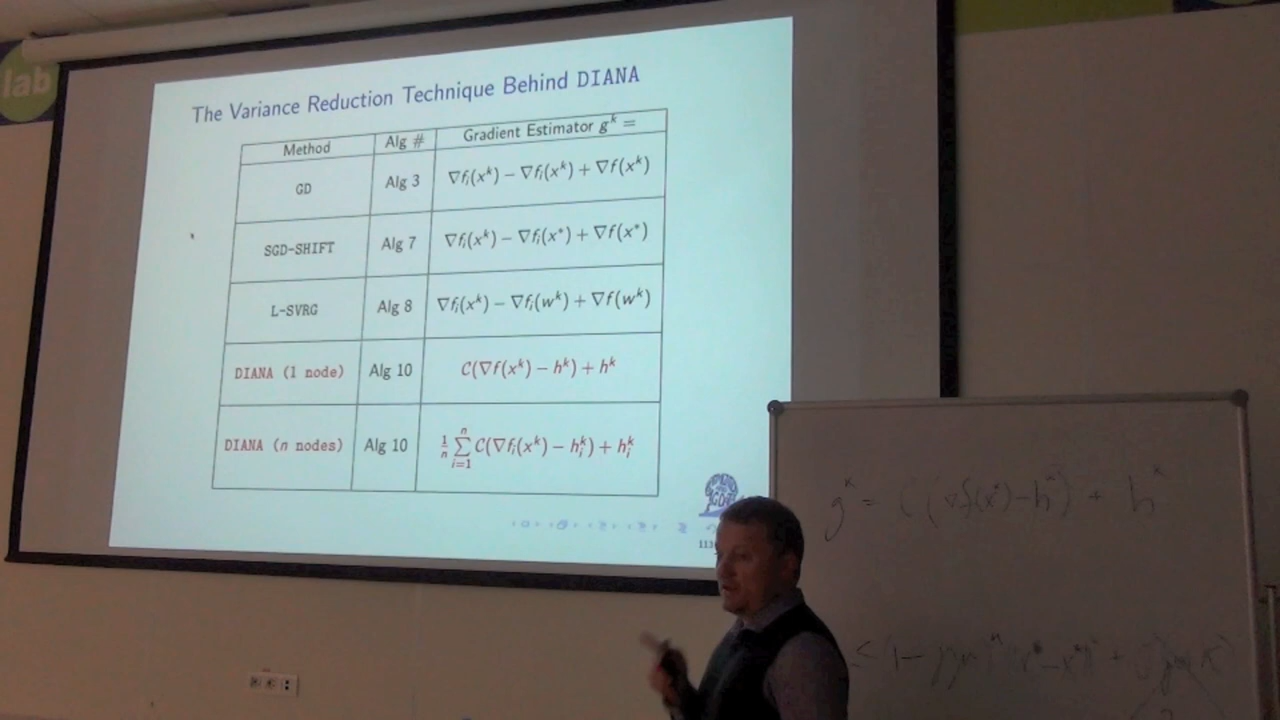 lab
The Variance Reduction Technique Behind DIANA
Method Alg # Gradient Estimator g^k =
GD Alg 3 ∇f_i(x^k) − ∇f_i(x^k) + ∇f(x^k)
SGD-SHIFT Alg 7 ∇f_i(x^k) − ∇f_i(x*) + ∇f(x*)
L-SVRG Alg 8 ∇f_i(x^k) − ∇f_i(w^k) + ∇f(w^k)
DIANA (1 node) Alg 10 C(∇f(x^k) − h^k) + h^k
DIANA (n nodes) Alg 10 1/n ∑_{i=1}^{n} C(∇f_i(x^k) − h_i^k) + h_i^k
g^k = C(∇f(x^k) − h^k) + h^k